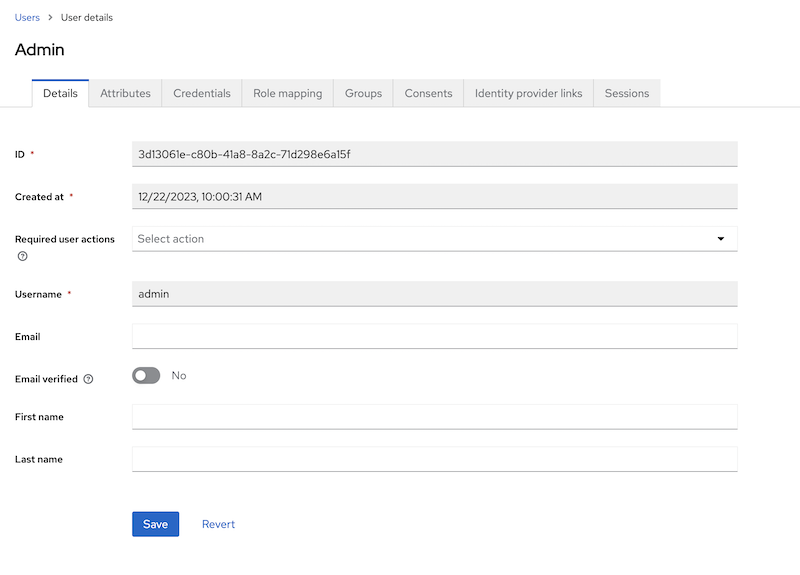 Users > User details
Admin
Details Attributes Credentials Role mapping Groups Consents Identity provider links Sessions
ID * 3d13061e-c80b-41a8-8a2c-71d298e6a15f
Created at * 12/22/2023, 10:00:31 AM
Required user actions Select action
Username * admin
Email
Email verified No
First name
Last name
Save Revert